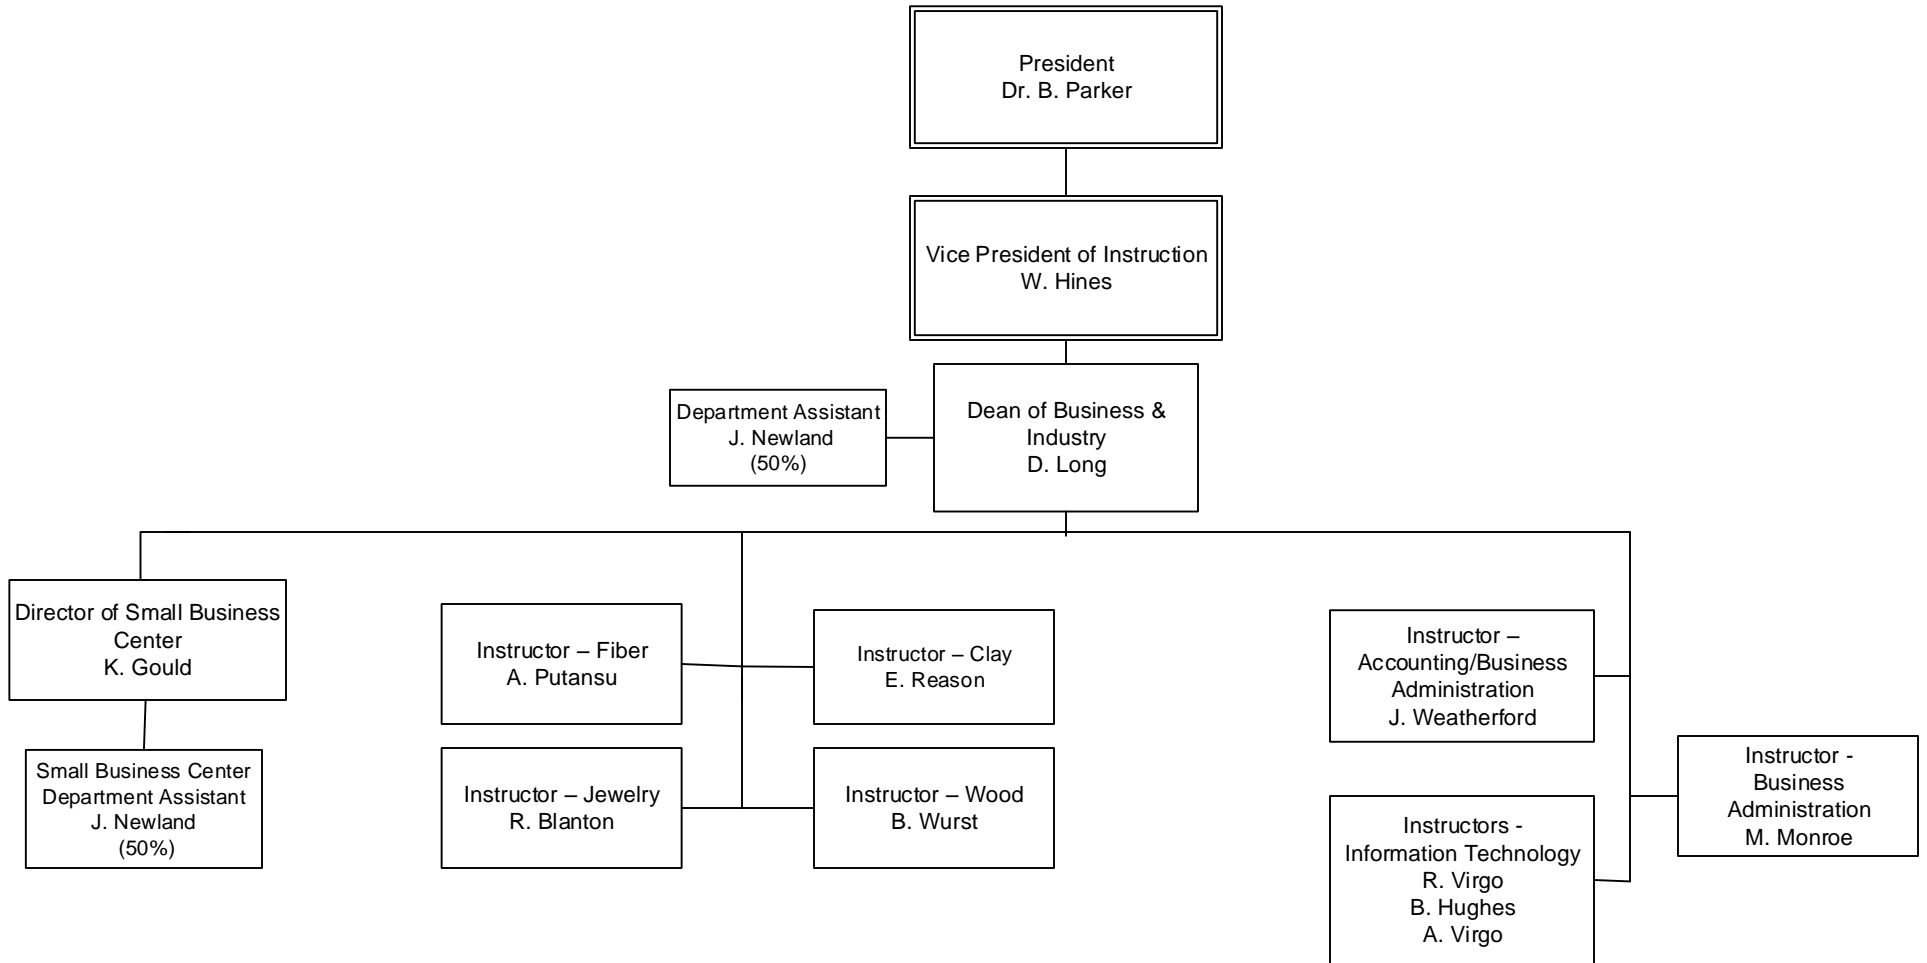 President
Dr. B. Parker
Vice President of Instruction
W. Hines
Department Assistant
J. Newland
(50%)
Dean of Business &
Industry
D. Long
Director of Small Business
Center
K. Gould
Small Business Center
Department Assistant
J. Newland
(50%)
Instructor – Fiber
A. Putansu
Instructor – Clay
E. Reason
Instructor – Jewelry
R. Blanton
Instructor – Wood
B. Wurst
Instructor –
Accounting/Business
Administration
J. Weatherford
Instructors -
Information Technology
R. Virgo
B. Hughes
A. Virgo
Instructor -
Business
Administration
M. Monroe